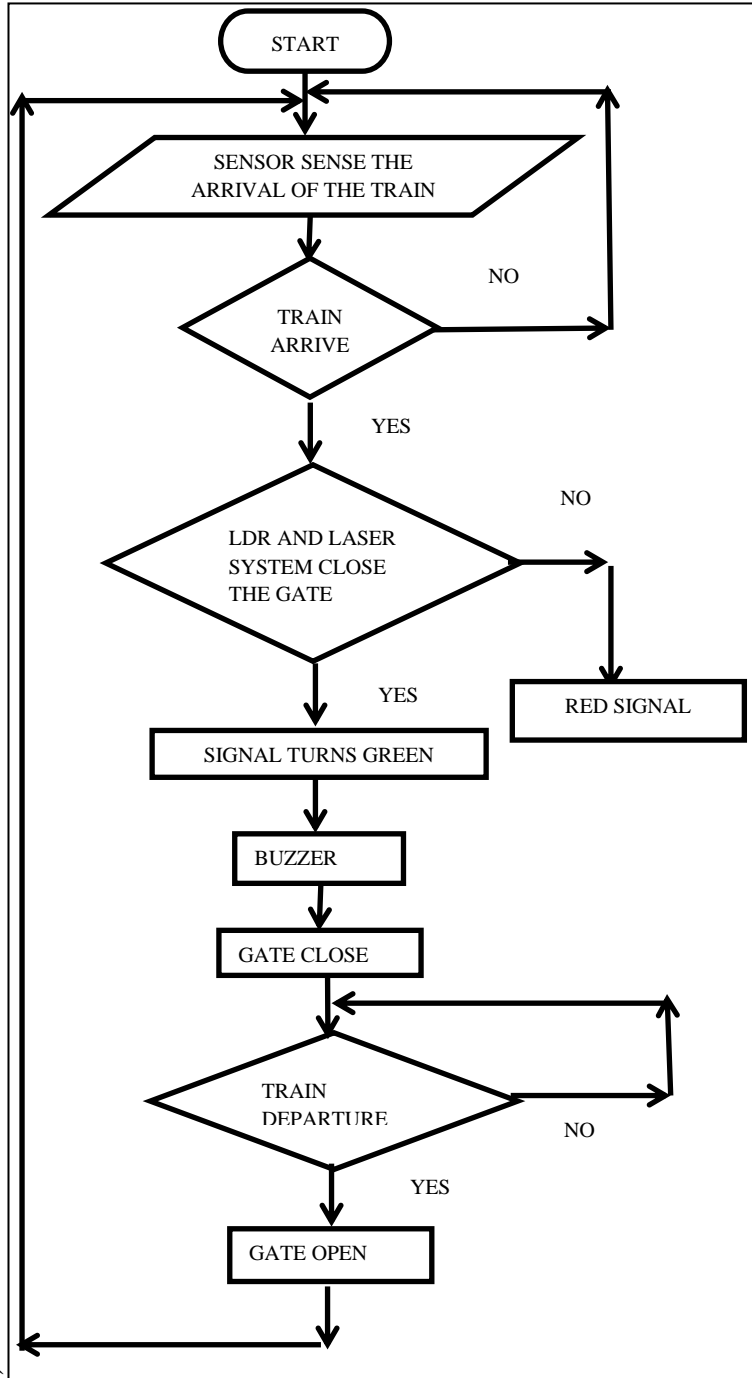 START
SENSOR SENSE THE
ARRIVAL OF THE TRAIN
NO
TRAIN
ARRIVE
YES
NO
LDR AND LASER
SYSTEM CLOSE
THE GATE
YES
RED SIGNAL
SIGNAL TURNS GREEN
BUZZER
GATE CLOSE
TRAIN
DEPARTURE
NO
YES
GATE OPEN